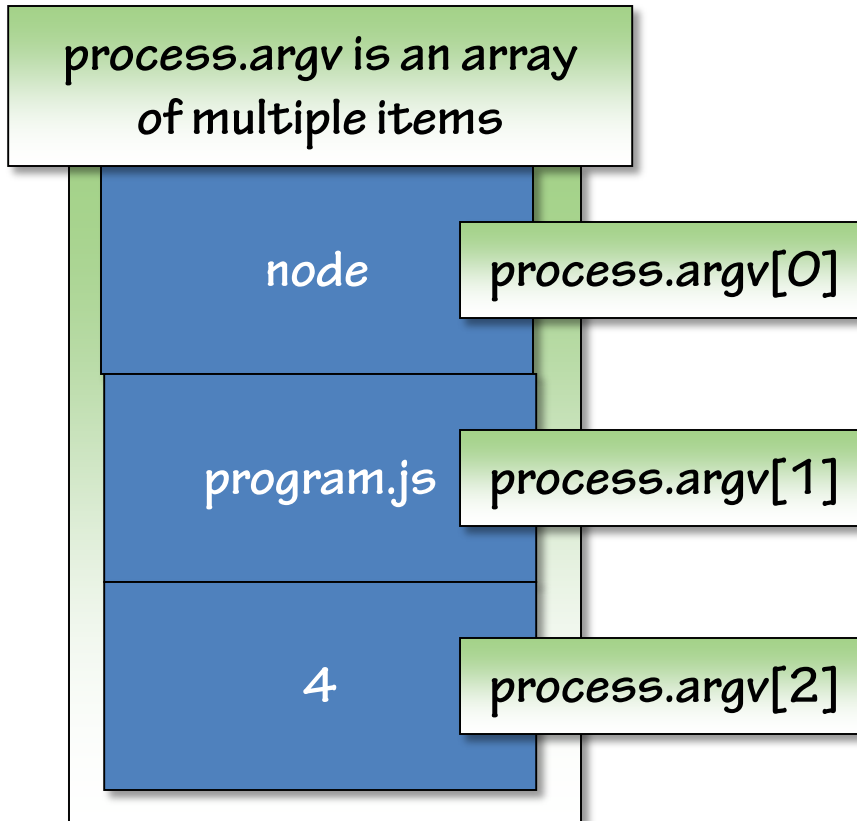 process.argv is an array
of multiple items
node
process.argv[0]
program.js
process.argv[1]
4
process.argv[2]